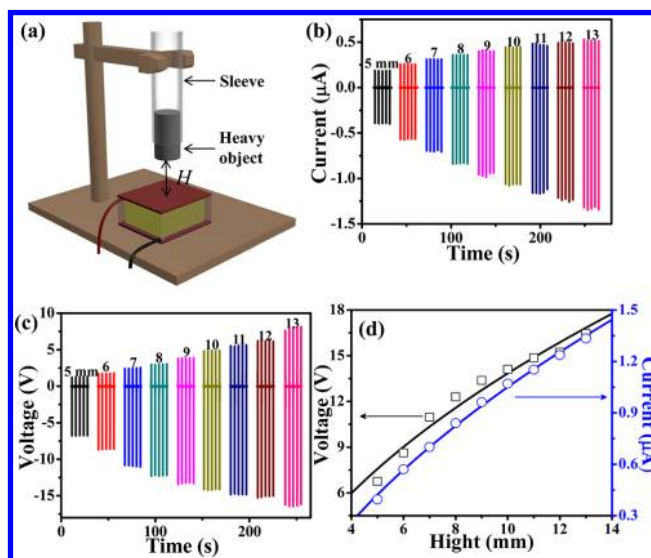 (a)
Sleeve
Heavy
object
H
(b)
Current (μA)
0.5
0.0
-0.5
-1.0
-1.5
5 mm 6 7 8 9 10 11 12 13
0 100 200
Time (s)
(c)
Voltage (V)
10
5
0
-5
-10
-15
5 mm 6 7 8 9 10 11 12 13
0 100 200
Time (s)
(d)
Voltage (V)
18
15
12
9
6
4 6 8 10 12 14
Hight (mm)
1.5
1.2
0.9
0.6
0.3
Current (μA)